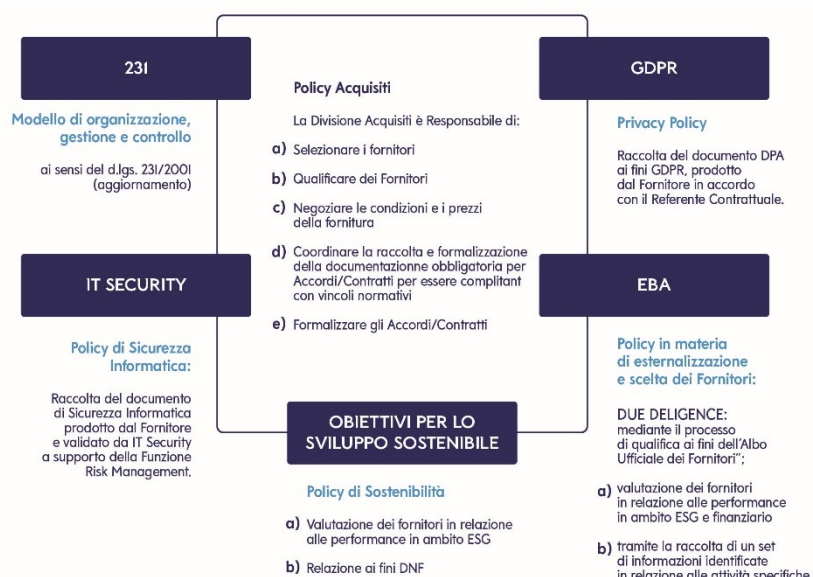 231
Modello di organizzazione,
gestione e controllo
ai sensi del d.lgs. 231/2001
(aggiornamento)
IT SECURITY
Policy di Sicurezza
Informatica:
Raccolta del documento
di Sicurezza Informatica
prodotto dal Fornitore
e validato da IT Security
a supporto della Funzione
Risk Management.
Policy Acquisiti
La Divisione Acquisiti è Responsabile di:
a) Selezionare i fornitori
b) Qualificare dei Fornitori
c) Negoziare le condizioni e i prezzi
della fornitura
d) Coordinare la raccolta e formalizzazione
della documentazionne obbligatoria per
Accordi/Contratti per essere complitant
con vincoli normativi
e) Formalizzare gli Accordi/Contratti
OBIETTIVI PER LO
SVILUPPO SOSTENIBILE
Policy di Sostenibilità
a) Valutazione dei fornitori in relazione
alle performance in ambito ESG
b) Relazione ai fini DNF
GDPR
Privacy Policy
Raccolta del documento DPA
ai fini GDPR, prodotto
dal Fornitore in accordo
con il Referente Contrattuale.
EBA
Policy in materia
di esternalizzazione
e scelta dei Fornitori:
DUE DELIGENCE:
mediante il processo
di qualifica ai fini dell'Albo
Ufficiale dei Fornitori";
a) valutazione dei fornitori
in relazione alle performance
in ambito ESG e finanziario
b) tramite la raccolta di un set
di informazioni identificate
in relazione alle attività specifiche